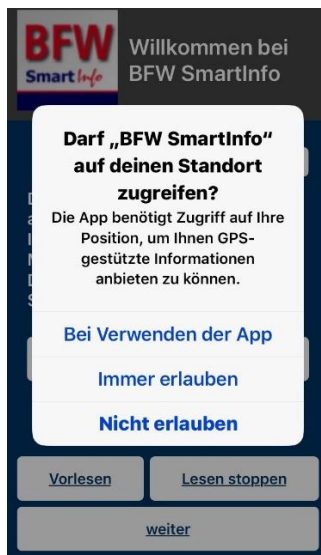 BFW
Smart Info
Willkommen bei
BFW SmartInfo
Darf „BFW SmartInfo“
auf deinen Standort
zugreifen?
Die App benötigt Zugriff auf Ihre
Position, um Ihnen GPS-
gestützte Informationen
anbieten zu können.
Bei Verwenden der App
Immer erlauben
Nicht erlauben
Vorlesen
Lesen stoppen
weiter